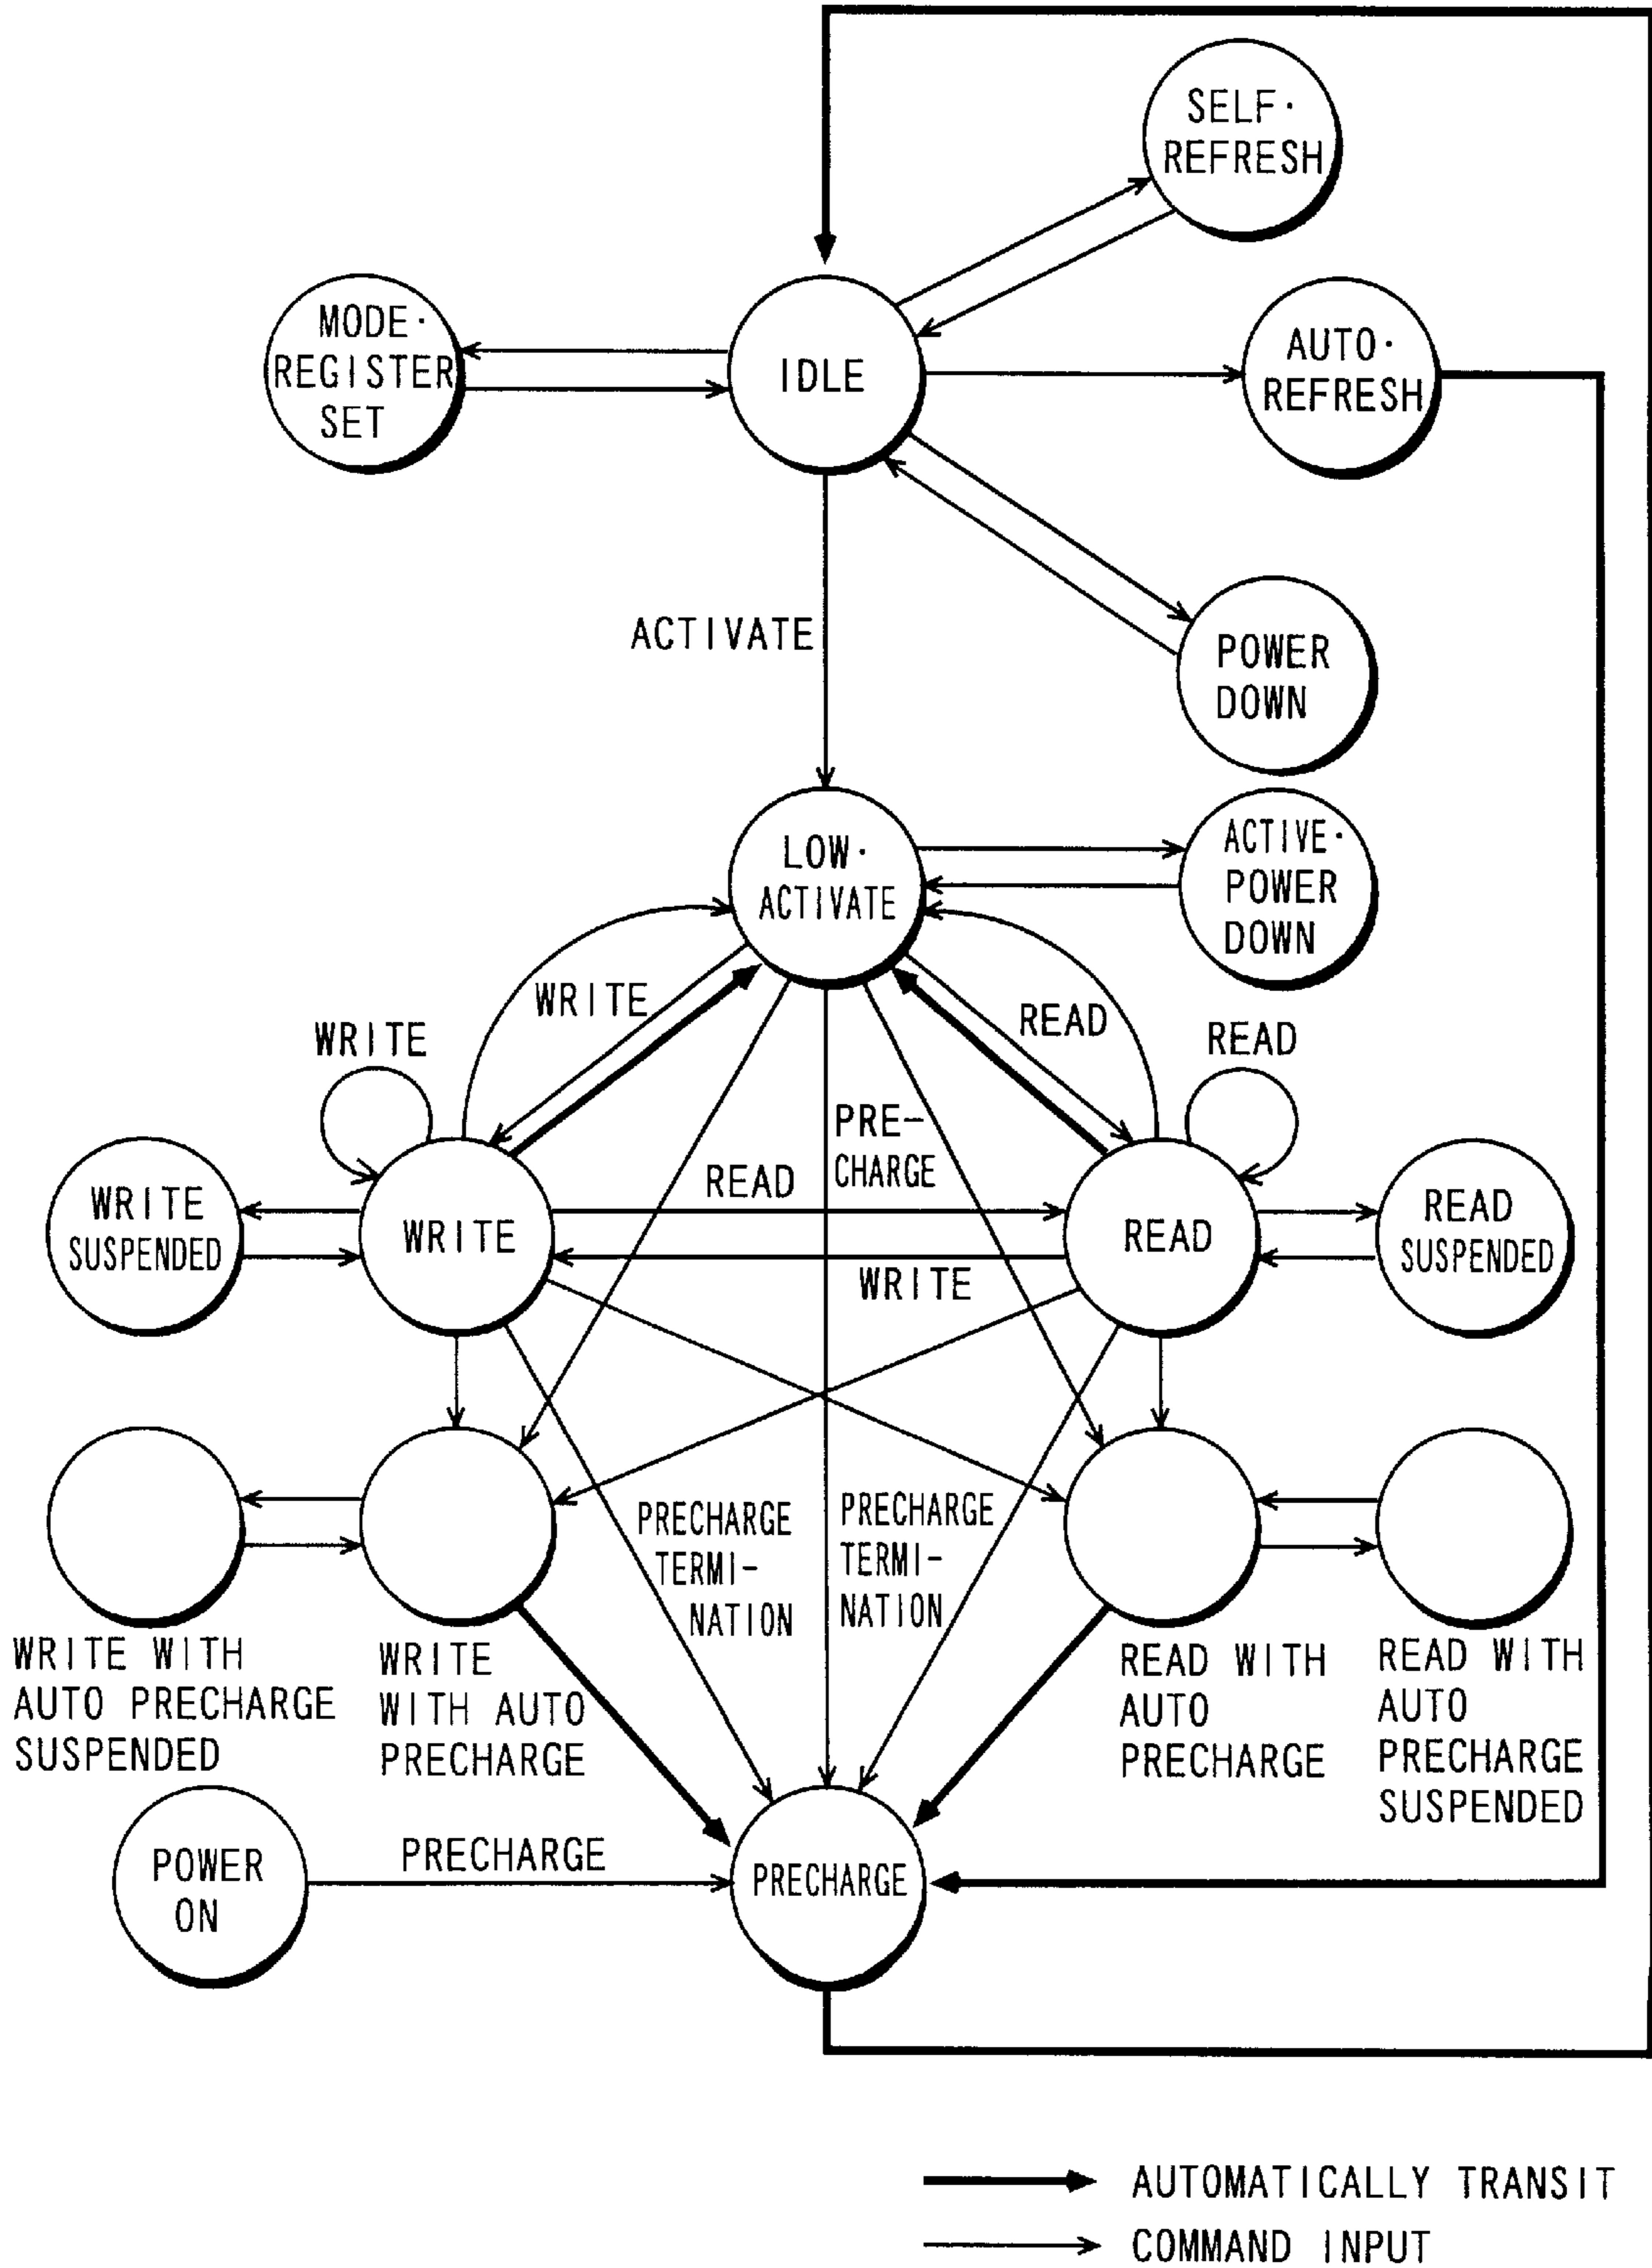 SELF·
REFRESH
MODE·
REGISTER
SET
IDLE
AUTO·
REFRESH
ACTIVATE
POWER
DOWN
LOW·
ACTIVATE
ACTIVE·
POWER
DOWN
WRITE
READ
WRITE
READ
PRE-
CHARGE
READ
WRITE
SUSPENDED
WRITE
READ
READ
SUSPENDED
WRITE
PRECHARGE
TERMI-
NATION
PRECHARGE
TERMI-
NATION
WRITE WITH
AUTO PRECHARGE
SUSPENDED
WRITE
WITH AUTO
PRECHARGE
READ WITH
AUTO
PRECHARGE
READ WITH
AUTO
PRECHARGE
SUSPENDED
POWER
ON
PRECHARGE
PRECHARGE
AUTOMATICALLY TRANSIT
COMMAND INPUT